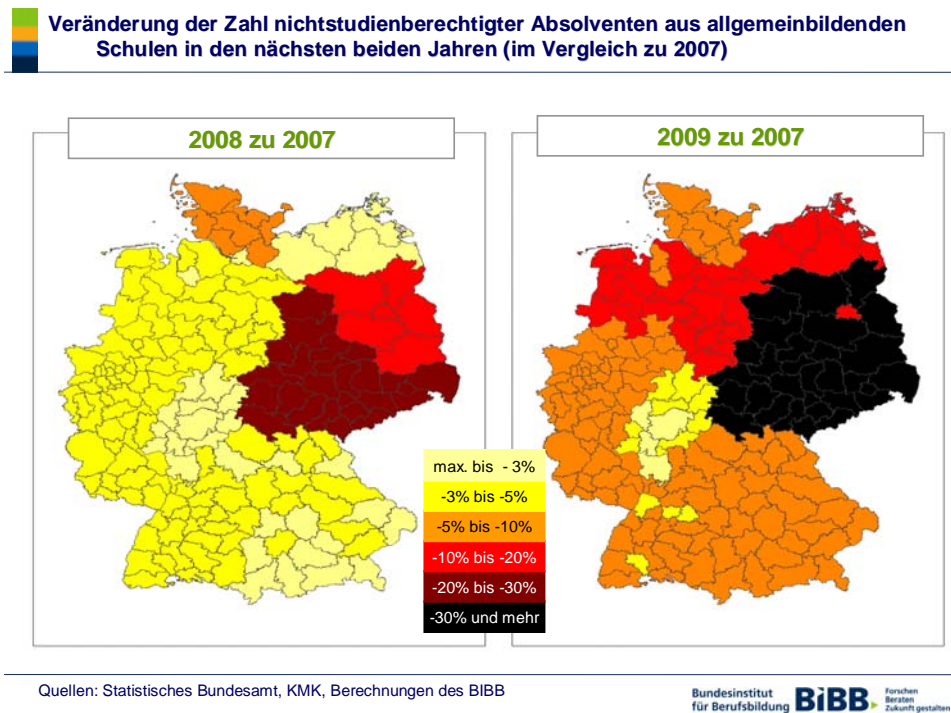 Veränderung der Zahl nichtstudienberechtigter Absolventen aus allgemeinbildenden
Schulen in den nächsten beiden Jahren (im Vergleich zu 2007)
2008 zu 2007
2009 zu 2007
max. bis - 3%
-3% bis -5%
-5% bis -10%
-10% bis -20%
-20% bis -30%
-30% und mehr
Quellen: Statistisches Bundesamt, KMK, Berechnungen des BIBB
Bundesinstitut
für Berufsbildung
BiBB
Forschen
Beraten
Zukunft gestalten